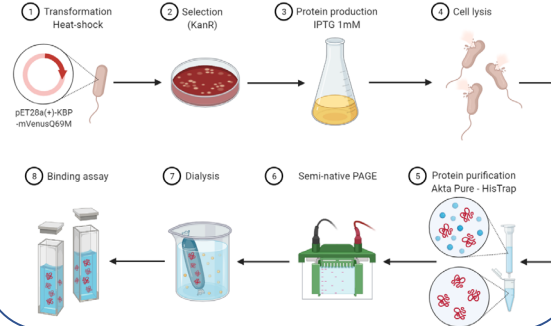 1 Transformation
Heat-shock
2 Selection
(KanR)
3 Protein production
IPTG 1mM
4 Cell lysis
pET28a(+)-KBP
-mVenusQ69M
8 Binding assay
7 Dialysis
6 Semi-native PAGE
5 Protein purification
Akta Pure - HisTrap